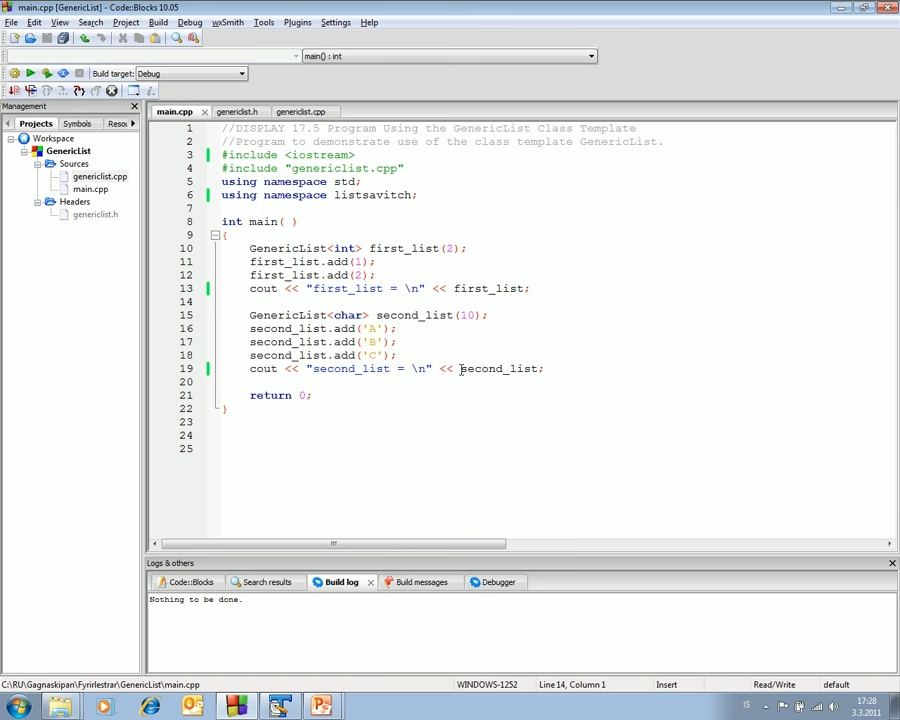 main.cpp [GenericList] - Code::Blocks 10.05
File Edit View Search Project Build Debug wxSmith Tools Plugins Settings Help
main() : int
Build target: Debug
Management
Projects Symbols Resou
main.cpp genericlist.h genericlist.cpp
Workspace
GenericList
Sources
genericlist.cpp
main.cpp
Headers
genericlist.h
1 //DISPLAY 17.5 Program Using the GenericList Class Template
2 //Program to demonstrate use of the class template GenericList.
3 #include <iostream>
4 #include "genericlist.cpp"
5 using namespace std;
6 using namespace listsavitch;
7
8 int main( )
9 {
10 GenericList<int> first_list(2);
11 first_list.add(1);
12 first_list.add(2);
13 cout << "first_list = \n" << first_list;
14
15 GenericList<char> second_list(10);
16 second_list.add('A');
17 second_list.add('B');
18 second_list.add('C');
19 cout << "second_list = \n" << second_list;
20
21 return 0;
22 }
23
24
25
Logs & others
Code::Blocks Search results Build log Build messages Debugger
Nothing to be done.
C:\RU\Gagnaskipan\Fyrirlestrar\GenericList\main.cpp WINDOWS-1252 Line 14, Column 1 Insert Read/Write default
IS 17:28
3.3.2011